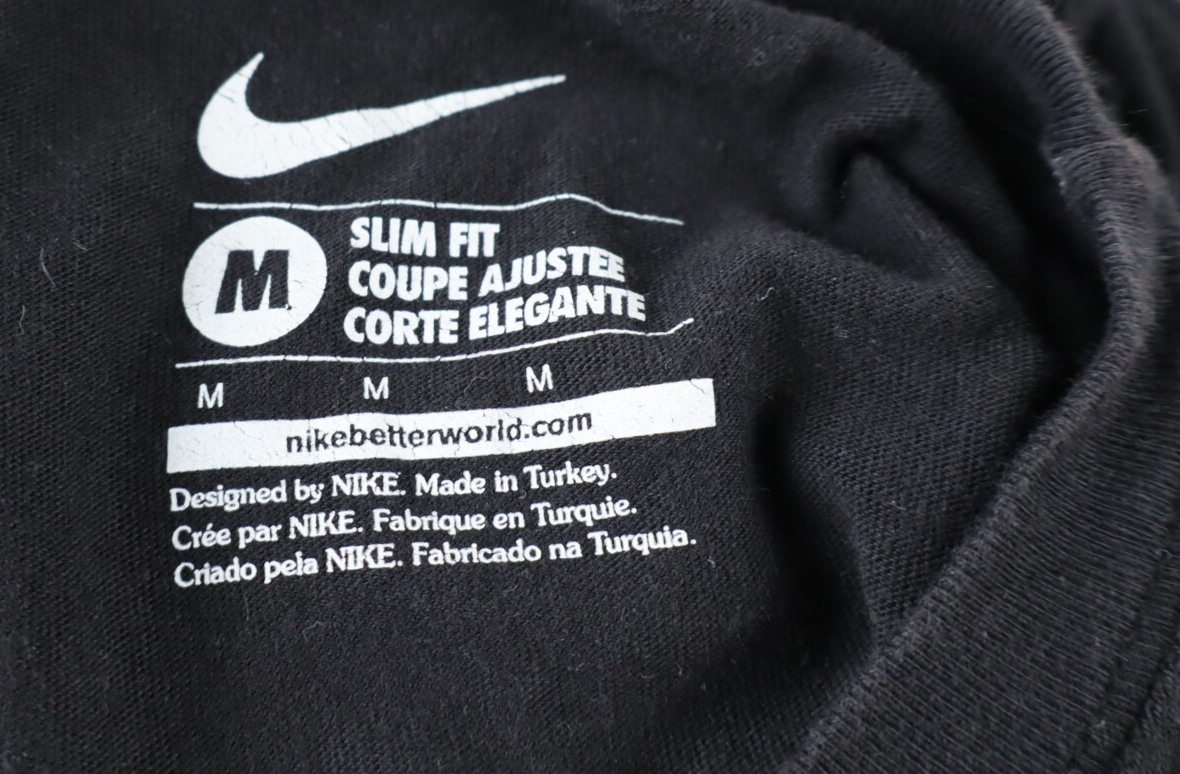 M
SLIM FIT
COUPE AJUSTEE
CORTE ELEGANTE
M M M
nikebetterworld.com
Designed by NIKE. Made in Turkey.
Crée par NIKE. Fabrique en Turquie.
Criado pela NIKE. Fabricado na Turquia.